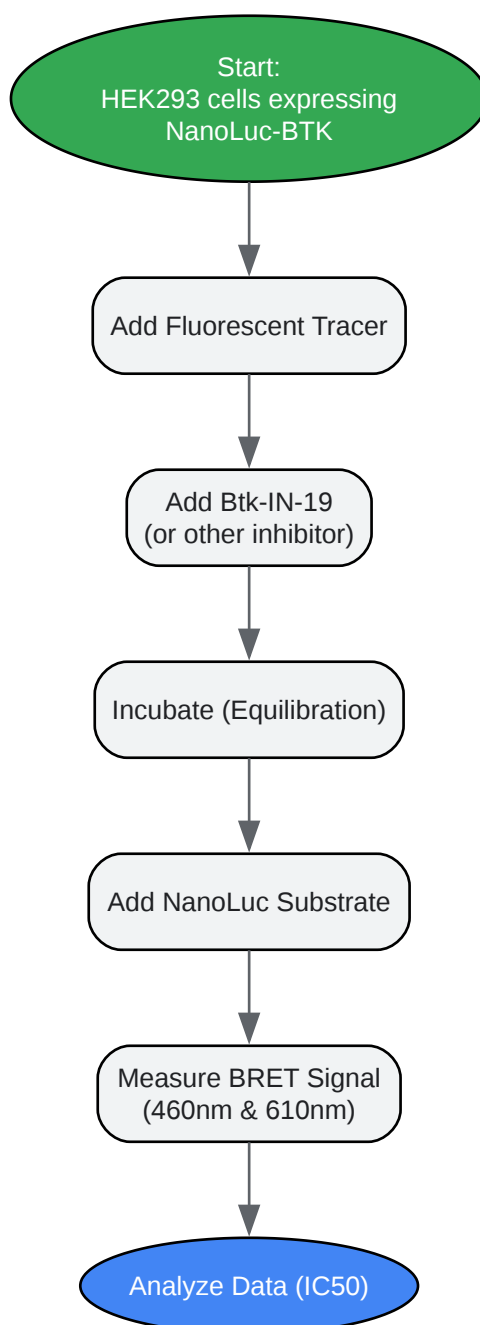 Start:
HEK293 cells expressing
NanoLuc-BTK
Add Fluorescent Tracer
Add Btk-IN-19
(or other inhibitor)
Incubate (Equilibration)
Add NanoLuc Substrate
Measure BRET Signal
(460nm & 610nm)
Analyze Data (IC50)